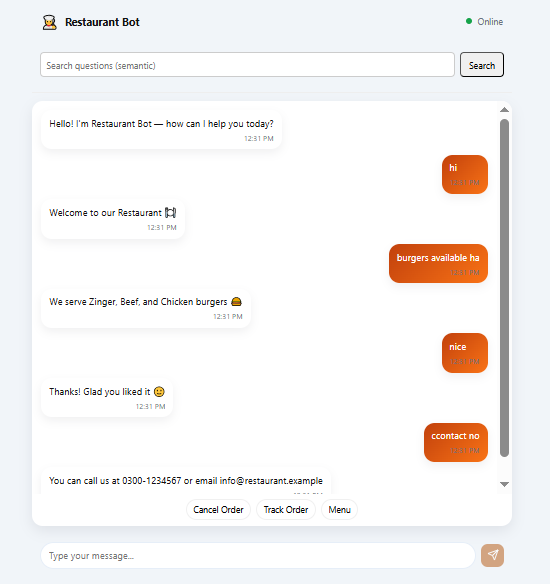 Restaurant Bot
Online
Search questions (semantic)
Search
Hello! I'm Restaurant Bot — how can I help you today?
12:31 PM
hi
12:31 PM
Welcome to our Restaurant 🍽
12:31 PM
burgers available ha
12:31 PM
We serve Zinger, Beef, and Chicken burgers 🍔
12:31 PM
nice
12:31 PM
Thanks! Glad you liked it 🙂
12:31 PM
ccontact no
12:31 PM
You can call us at 0300-1234567 or email info@restaurant.example
Cancel Order
Track Order
Menu
Type your message...